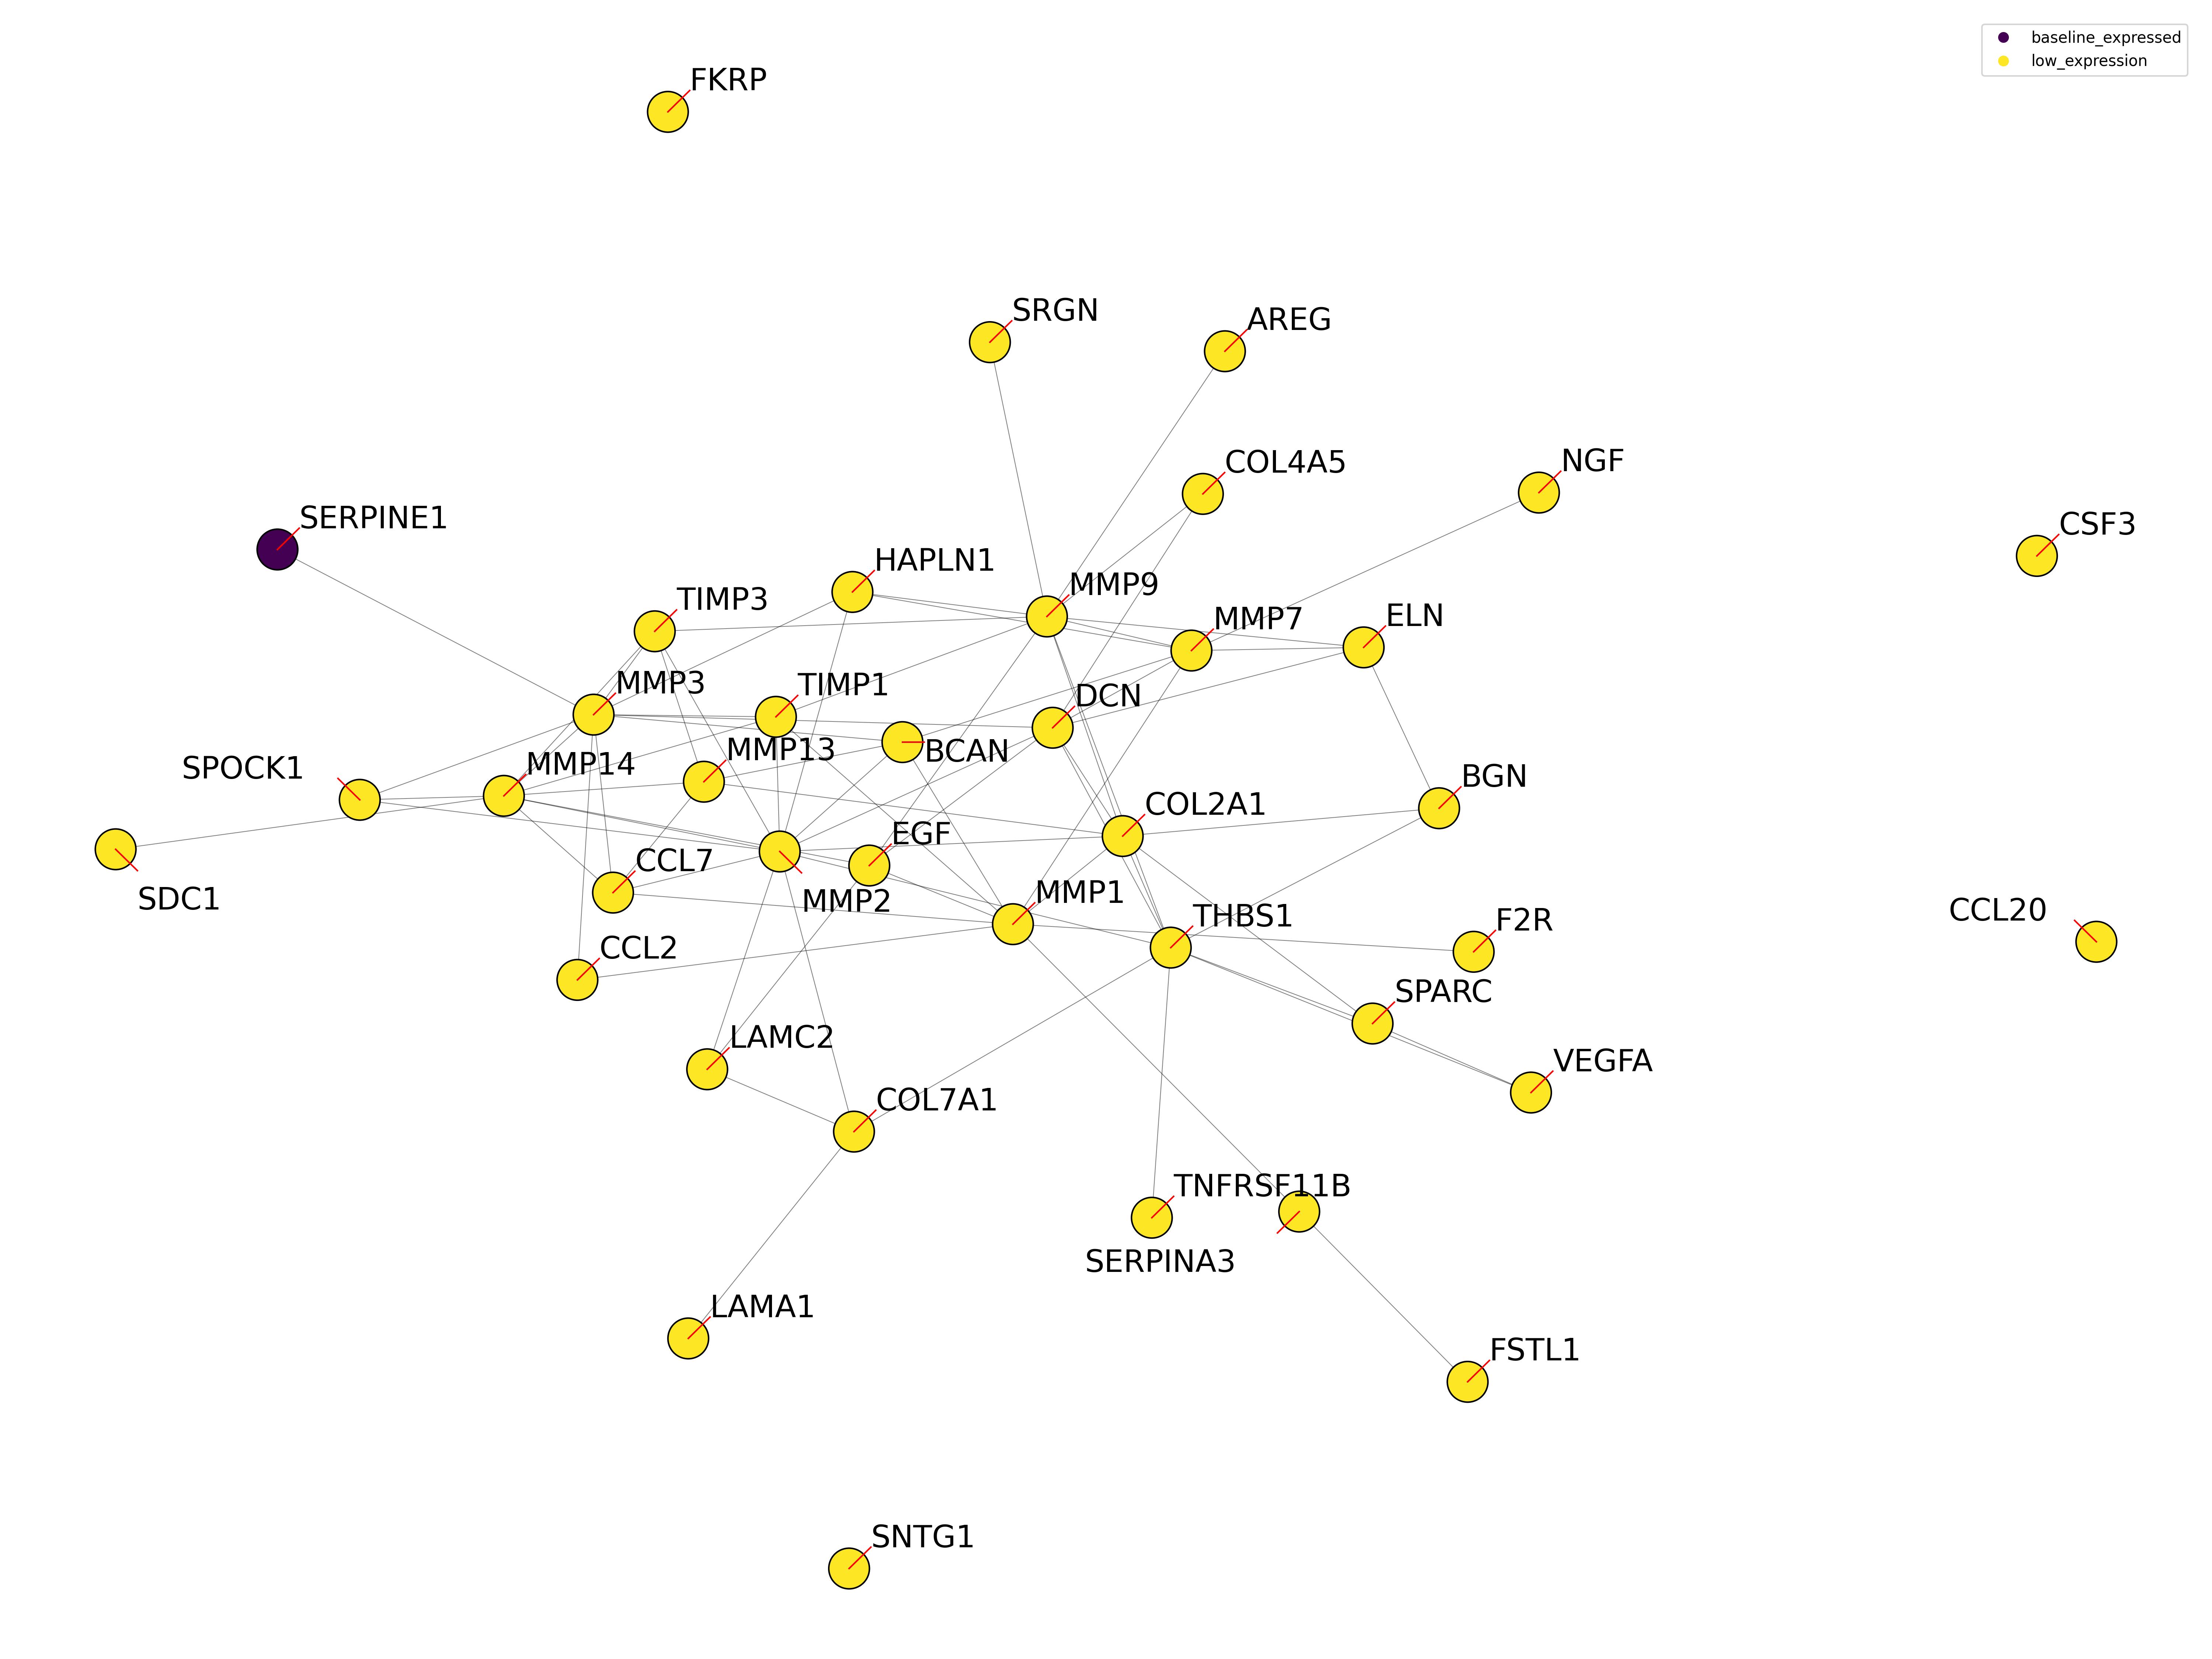 baseline_expressed
low_expression
FKRP
SRGN
AREG
COL4A5
NGF
SERPINE1
CSF3
HAPLN1
MMP9
TIMP3
MMP7
ELN
MMP3
TIMP1
DCN
MMP13
BCAN
SPOCK1
MMP14
BGN
COL2A1
EGF
CCL7
SDC1
MMP2
MMP1
THBS1
F2R
CCL20
CCL2
SPARC
LAMC2
VEGFA
COL7A1
TNFRSF11B
SERPINA3
LAMA1
FSTL1
SNTG1